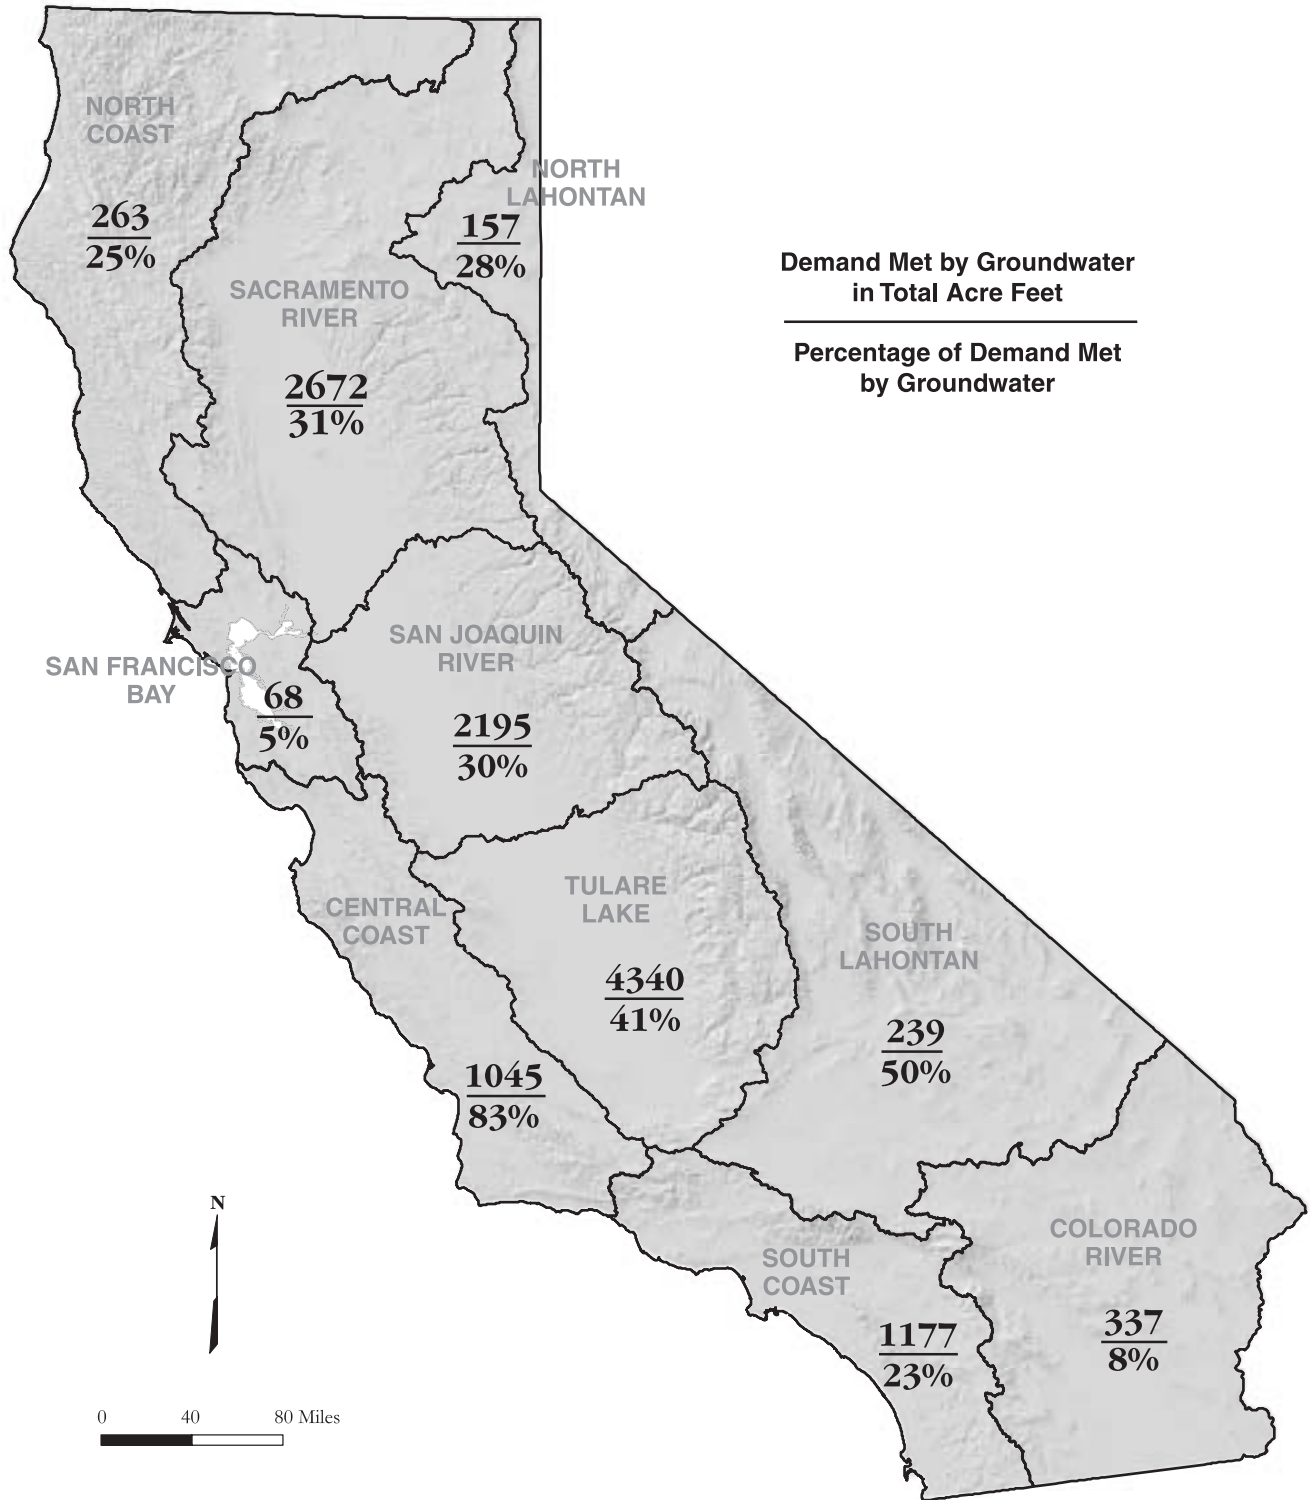 NORTH
COAST
263
25%
NORTH
LAHONTAN
157
28%
SACRAMENTO
RIVER
2672
31%
Demand Met by Groundwater
in Total Acre Feet
Percentage of Demand Met
by Groundwater
SAN FRANCISCO
BAY
68
5%
SAN JOAQUIN
RIVER
2195
30%
CENTRAL
COAST
1045
83%
TULARE
LAKE
4340
41%
SOUTH
LAHONTAN
239
50%
SOUTH
COAST
1177
23%
COLORADO
RIVER
337
8%
N
0 40 80 Miles